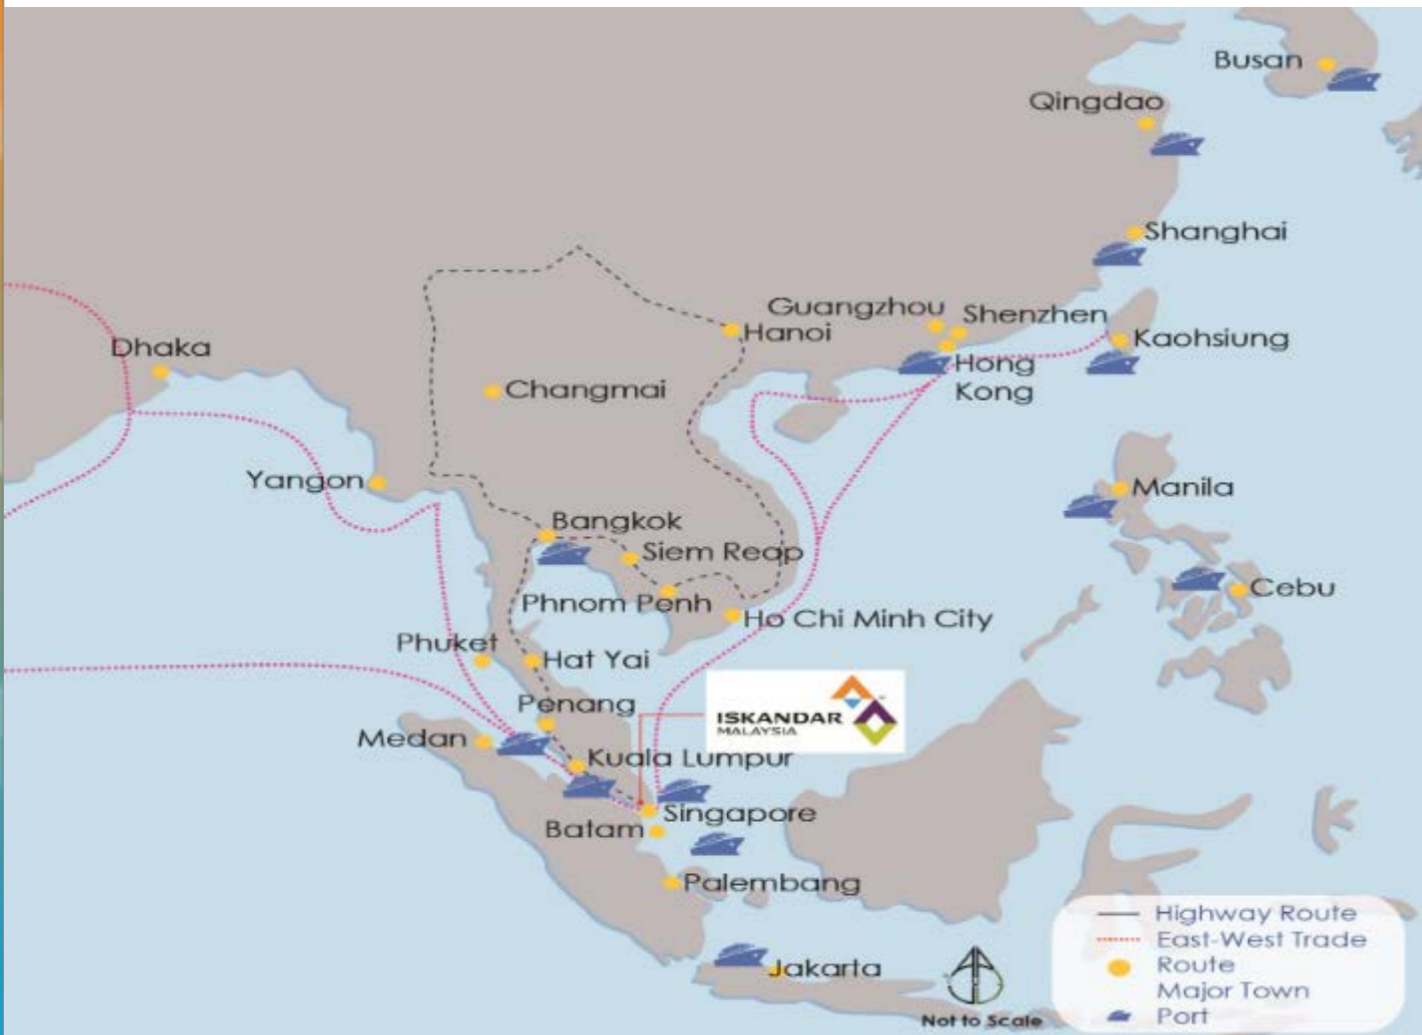 Busan
Qingdao
Shanghai
Guangzhou
Shenzhen
Hanoi
Kaohsiung
Dhaka
Hong
Kong
Changmai
Yangon
Manila
Bangkok
Siem Reap
Cebu
Phnom Penh
Ho Chi Minh City
Phuket
Hat Yai
Penang
ISKANDAR
MALAYSIA
Medan
Kuala Lumpur
Singapore
Batam
Palembang
Jakarta
Not to Scale
Highway Route
East-West Trade
Route
Major Town
Port